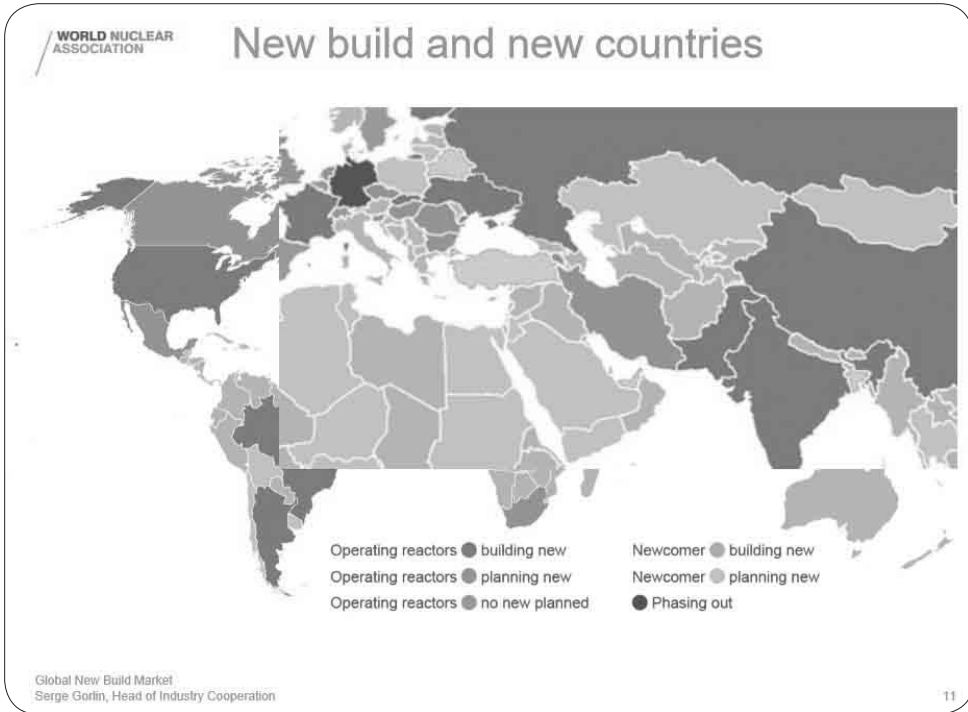 WORLD NUCLEAR
ASSOCIATION
New build and new countries
Operating reactors building new
Operating reactors planning new
Operating reactors no new planned
Newcomer building new
Newcomer planning new
Phasing out
Global New Build Market
Serge Gorlin, Head of Industry Cooperation
11